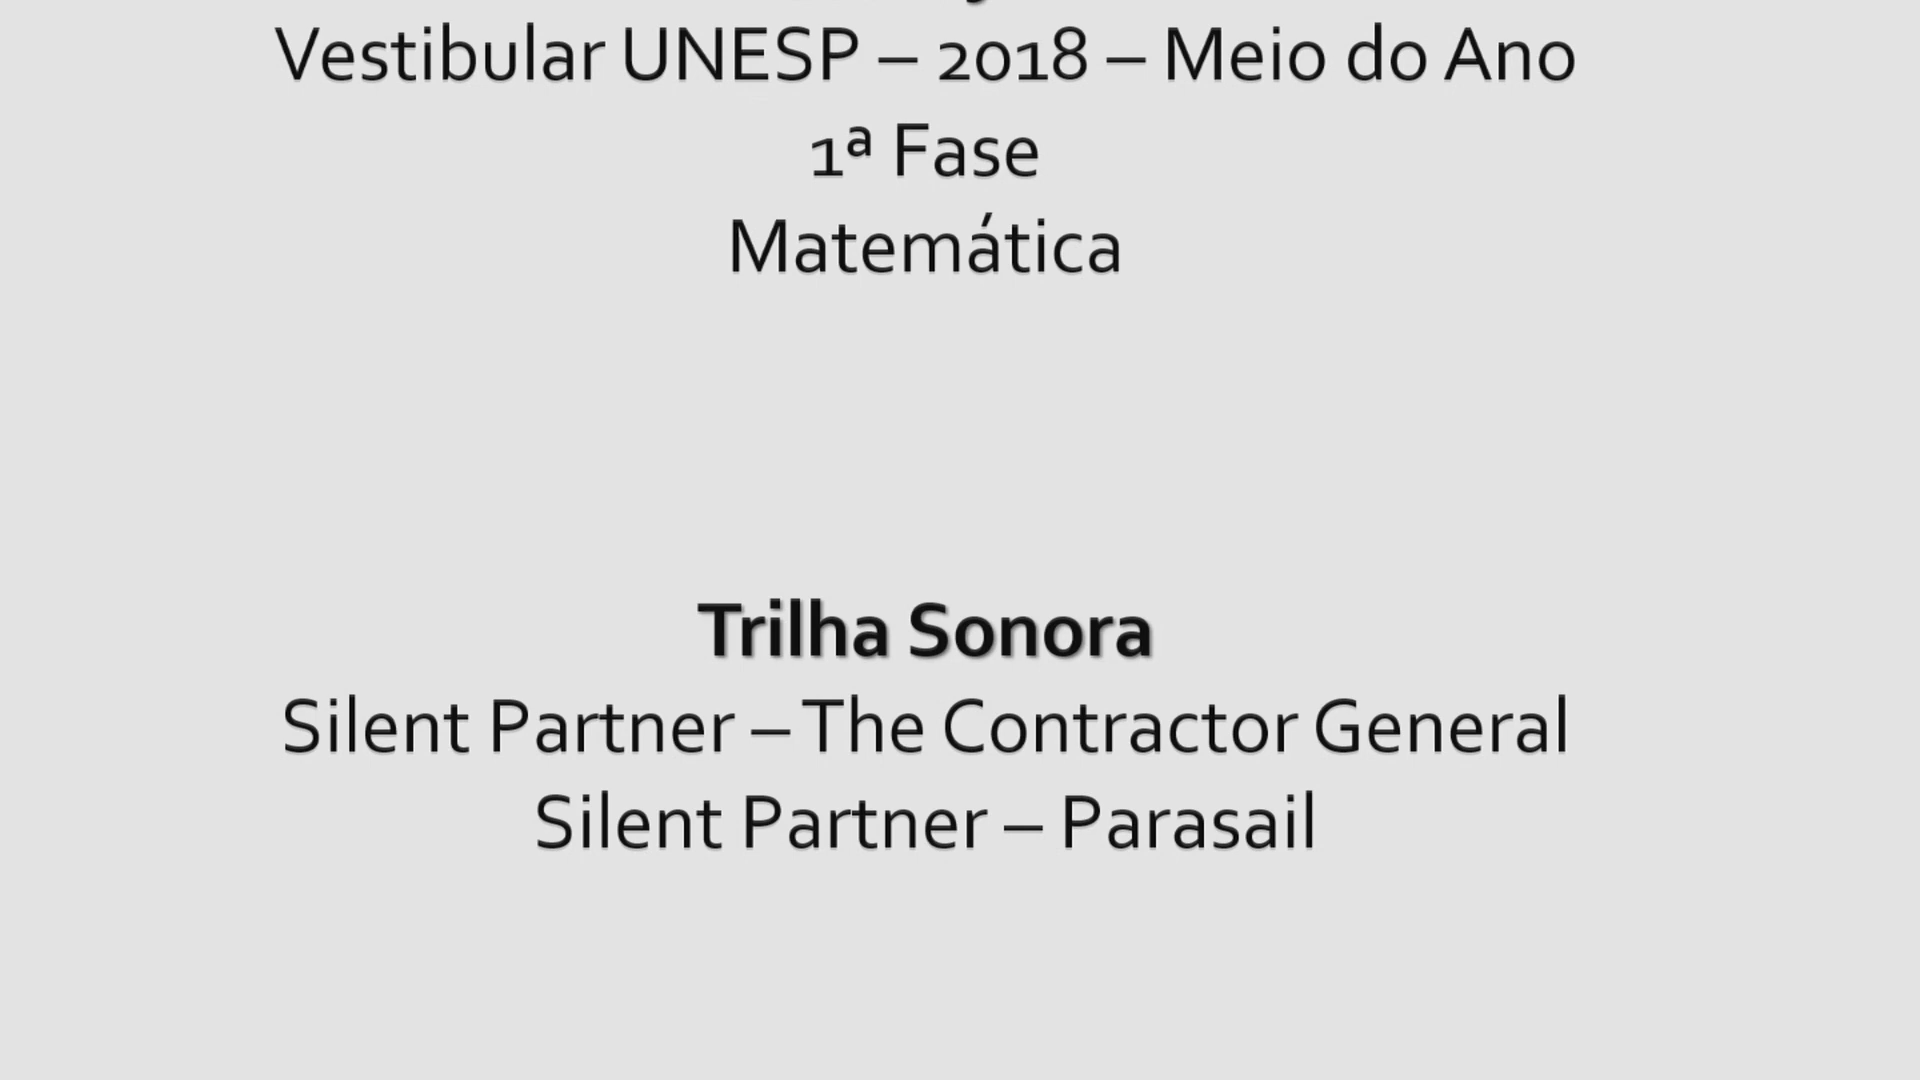 Vestibular UNESP – 2018 – Meio do Ano
1ª Fase
Matemática
Trilha Sonora
Silent Partner – The Contractor General
Silent Partner – Parasail